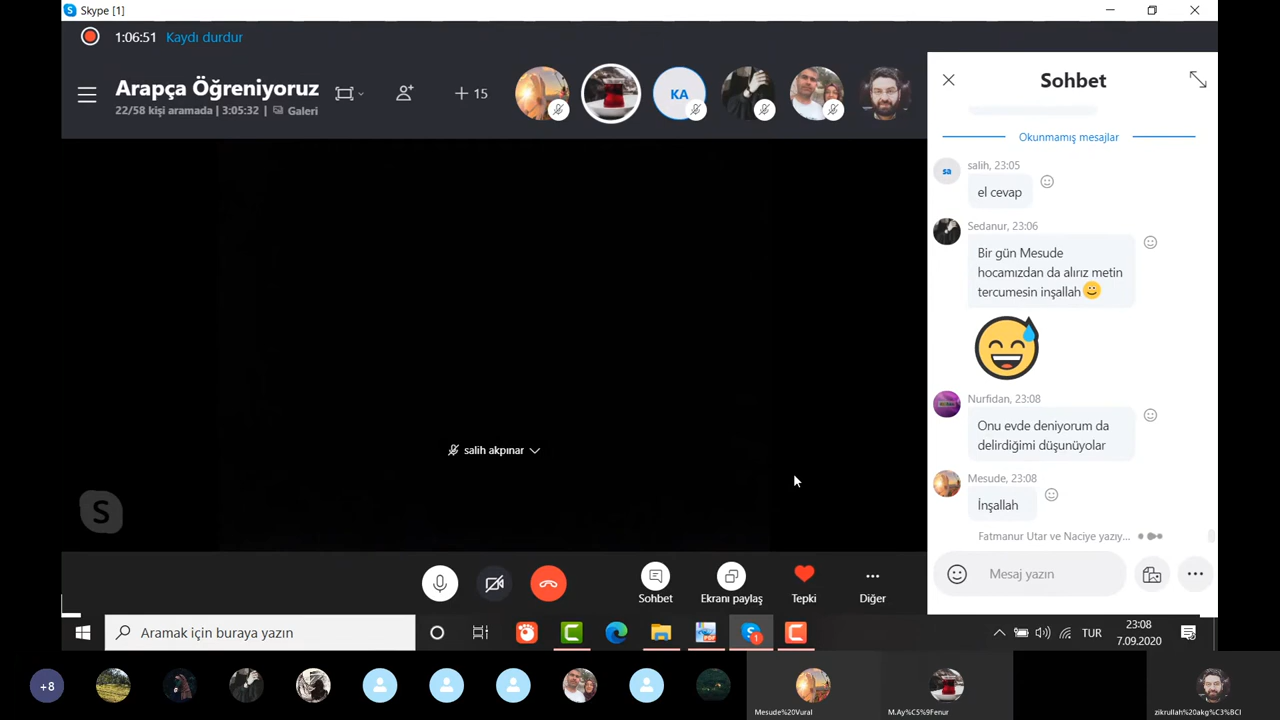 Skype [1]
1:06:51 Kaydı durdur
Arapça Öğreniyoruz
22/58 kişi aramada | 3:05:32 | Galeri
+ 15
KA
Sohbet
Okunmamış mesajlar
salih, 23:05
sa
el cevap
Sedanur, 23:06
Bir gün Mesude
hocamızdan da alırız metin
tercumesin inşallah
Nurfidan, 23:08
Onu evde deniyorum da
delirdiğimi düşünüyolar
Mesude, 23:08
İnşallah
Fatmanur Utar ve Naciye yazıy...
Mesaj yazın
salih akpınar
S
Sohbet
Ekranı paylaş
Tepki
Diğer
Aramak için buraya yazın
TUR
23:08
7.09.2020
+8
Mesude%20Vural
M.Ay%C5%9Fenur
zikrullah%20akg%C3%BCl